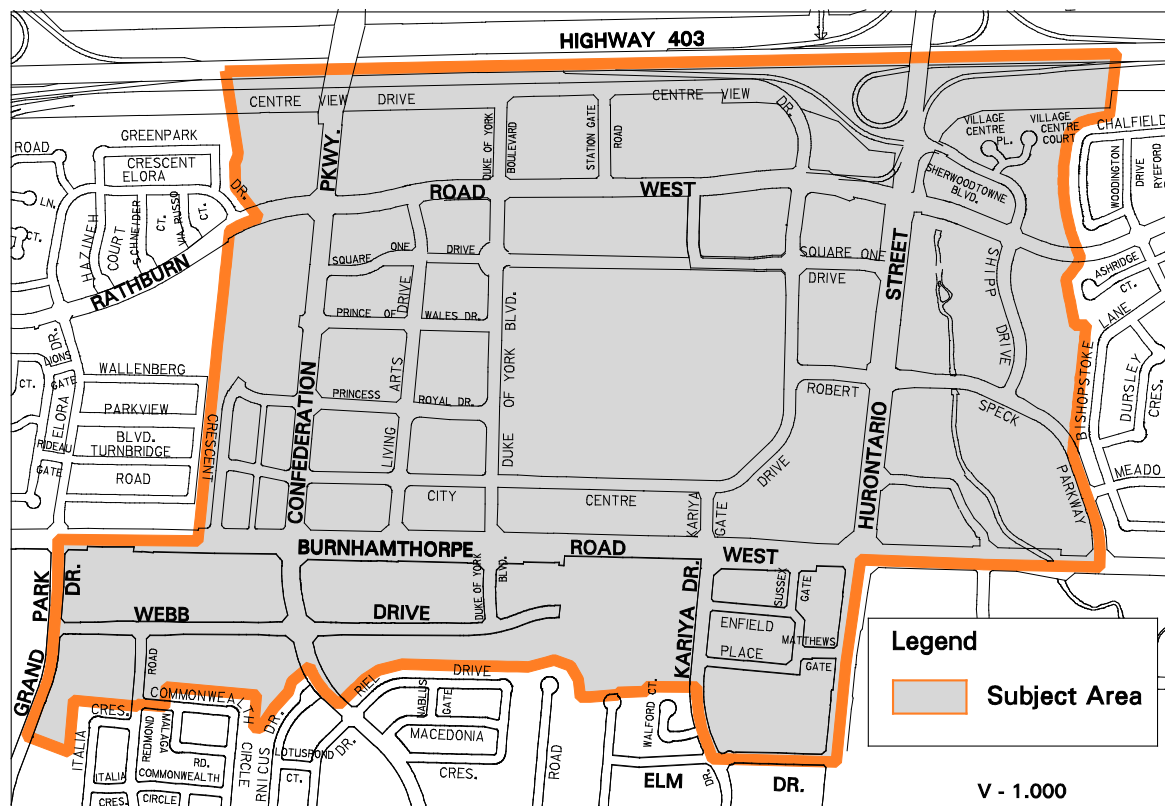 HIGHWAY 403
CENTRE VIEW DRIVE
CENTRE VIEW
DR.
PKWY.
DUKE OF YORK
BOULEVARD
STATION GATE
ROAD
VILLAGE
CENTRE
PL.
VILLAGE
CENTRE
COURT
CHALFIELD
ROAD
GREENPARK
CRESCENT
ELORA
DR.
WOODINGTON
DRIVE
RYEFORD
SHERWOODTOWNE
BLVD.
ROAD
WEST
LN.
CT.
HAZINEH
COURT
SCHNEIDER
CT.
VIA RUSSO
CT.
RATHBURN
SQUARE ONE
DRIVE
SQUARE ONE
DRIVE
STREET
SHIPP
DRIVE
ASHRIDGE
CT.
LANE
BISHOPSTOKE
PRINCE OF
WALES DR.
DRIVE
ARTS
LIVING
DUKE OF YORK BLVD.
DR.
LIONS
GATE
CT.
ELORA
WALLENBERG
PARKVIEW
BLVD.
TURNBRIDGE
ROAD
RIDEAU
GATE
CRESCENT
CONFEDERATION
PRINCESS
ROYAL DR.
ROBERT
SPECK
PARKWAY
DURSLEY
CRES.
MEADO
HURONTARIO
CITY
CENTRE
DRIVE
KARIYA
GATE
BURNHAMTHORPE
ROAD
WEST
GRAND PARK DR.
WEBB
DRIVE
DUKE OF YORK
BLVD.
KARIYA DR.
SUSSEX
GATE
ENFIELD
PLACE
MATTHEWS
GATE
ROAD
REDMOND
COMMONWEALTH
CIRCLE
CRES.
ITALIA
MALAGA
RD.
ITALIA
CRES.
COMMONWEALTH
CIRCLE
DR.
LOTUSPOND
DR.
CT.
RIEL
DRIVE
NABLUS
GATE
MACEDONIA
CRES.
ROAD
WALFORD CT.
ELM
DR.
DR.
Legend
Subject Area
V - 1.000